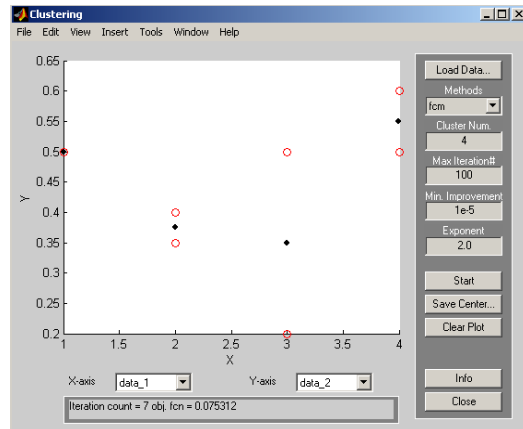 Clustering
File Edit View Insert Tools Window Help
0.65
0.6
0.55
0.5
0.45
0.4
0.35
0.3
0.25
0.2
Y
1 1.5 2 2.5 3 3.5 4
X
X-axis data_1 Y-axis data_2
Iteration count = 7 obj. fcn = 0.075312
Load Data...
Methods
fcm
Cluster Num.
4
Max Iteration#
100
Min. Improvement
1e-5
Exponent
2.0
Start
Save Center...
Clear Plot
Info
Close